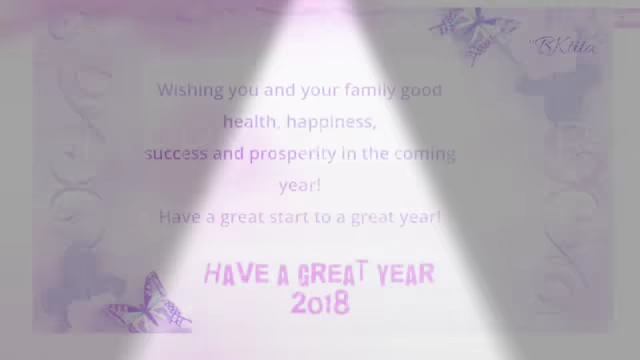 Wishing you and your family good
health, happiness,
success and prosperity in the coming
year!
Have a great start to a great year!
HAVE A GREAT YEAR
2018